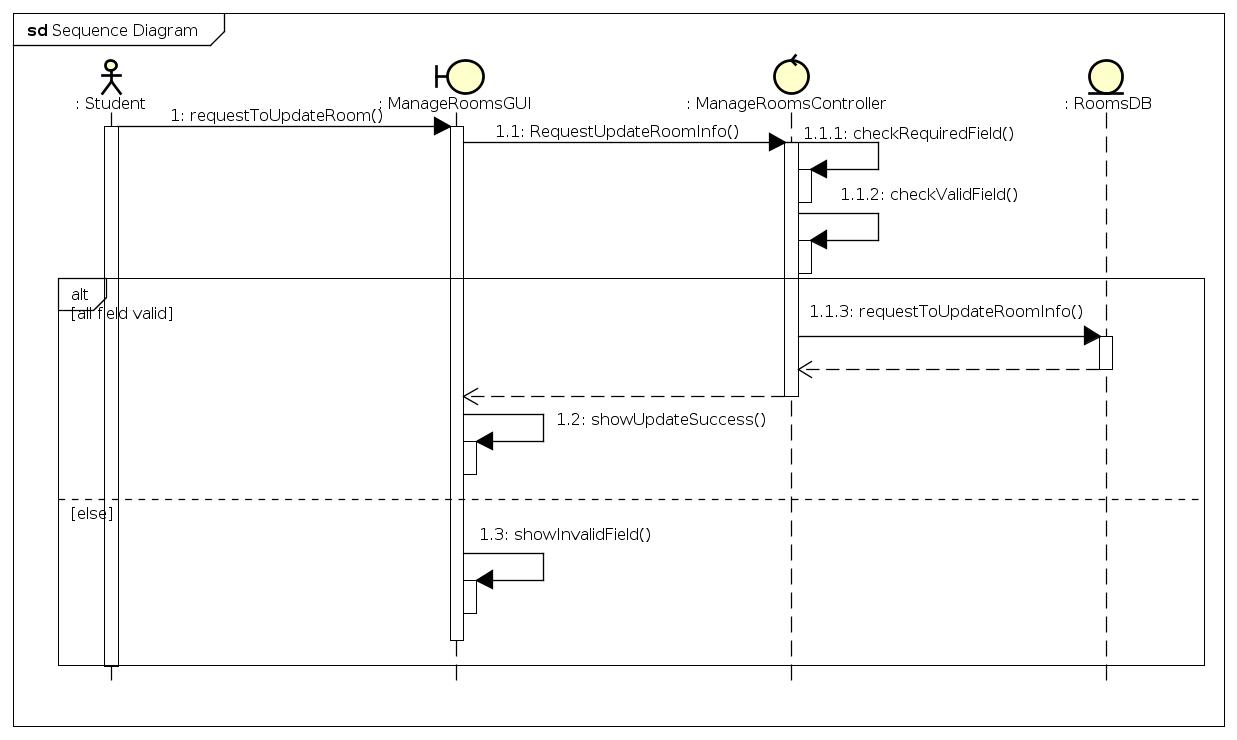 sd Sequence Diagram
: Student
: ManageRoomsGUI
: ManageRoomsController
: RoomsDB
1: requestToUpdateRoom()
1.1: RequestUpdateRoomInfo()
1.1.1: checkRequiredField()
1.1.2: checkValidField()
alt
[all field valid]
1.1.3: requestToUpdateRoomInfo()
1.2: showUpdateSuccess()
[else]
1.3: showInvalidField()